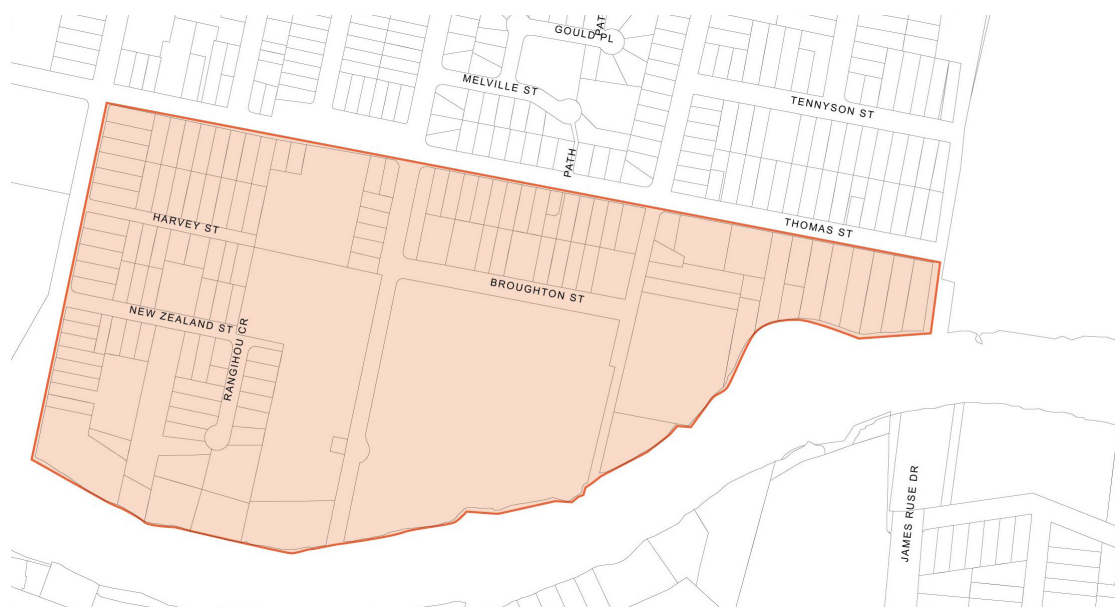 PATH
GOULD PL
MELVILLE ST
TENNYSON ST
PATH
HARVEY ST
THOMAS ST
BROUGHTON ST
NEW ZEALAND ST
RANGIHOU CR
JAMES RUSE DR